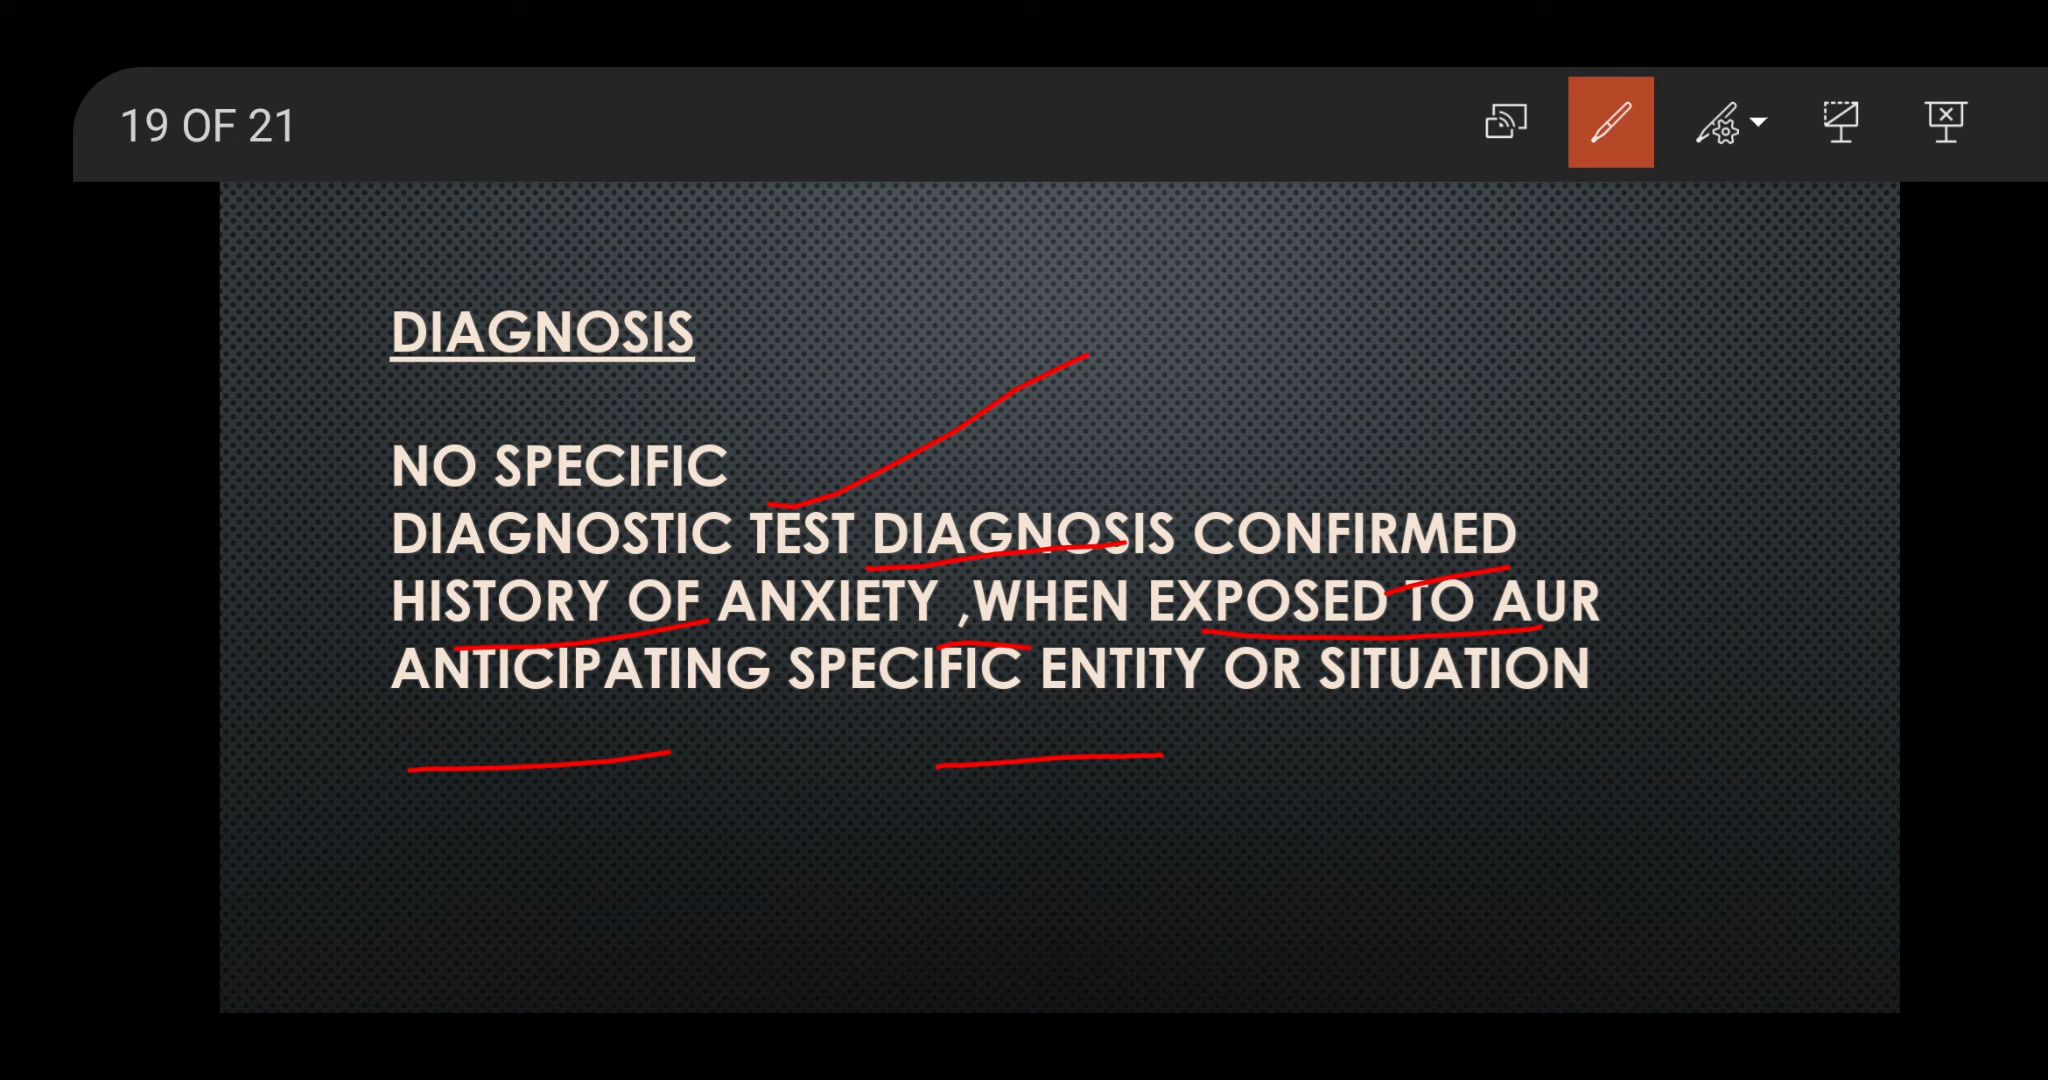 19 OF 21
DIAGNOSIS
NO SPECIFIC
DIAGNOSTIC TEST DIAGNOSIS CONFIRMED
HISTORY OF ANXIETY ,WHEN EXPOSED TO AUR
ANTICIPATING SPECIFIC ENTITY OR SITUATION